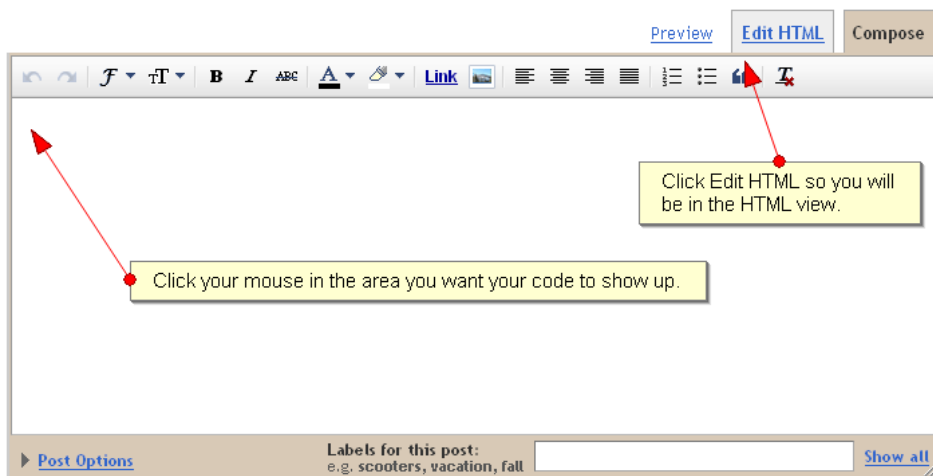 Preview Edit HTML Compose
F T B I ABC A Link
Click Edit HTML so you will
be in the HTML view.
Click your mouse in the area you want your code to show up.
Post Options
Labels for this post:
e.g. scooters, vacation, fall
Show all